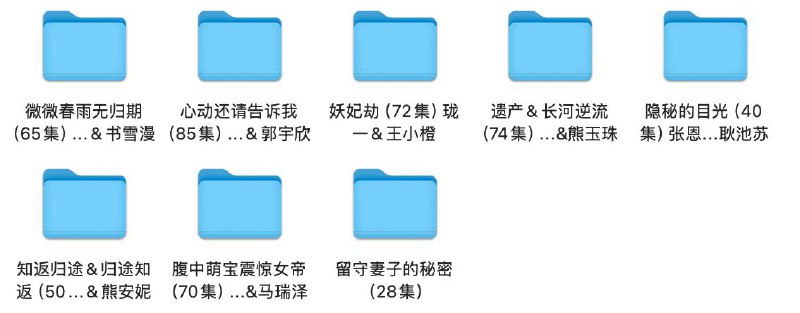 微微春雨无归期
(65集) ...&书雪漫
心动还请告诉我
(85集) ...&郭宇欣
妖妃劫 (72集) 珑
一&王小橙
遗产&长河逆流
(74集) ...&熊玉珠
隐秘的目光 (40
集) 张恩...耿池苏
知返归途&归途知
返 (50...&熊安妮
腹中萌宝震惊女帝
(70集) ...&马瑞泽
留守妻子的秘密
(28集)